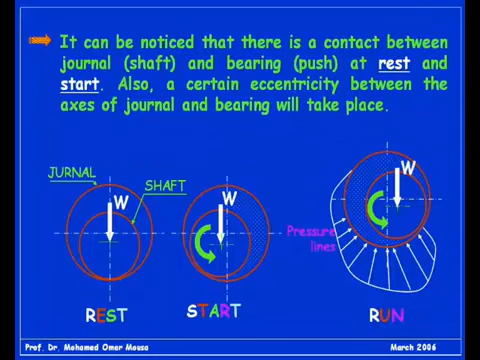 It can be noticed that there is a contact between
journal (shaft) and bearing (push) at rest and
start. Also, a certain eccentricity between the
axes of journal and bearing will take place.
JURNAL
SHAFT
W
W
W
Pressure
lines
REST
START
RUN
Prof. Dr. Mohamed Omar Mousa
March 2006